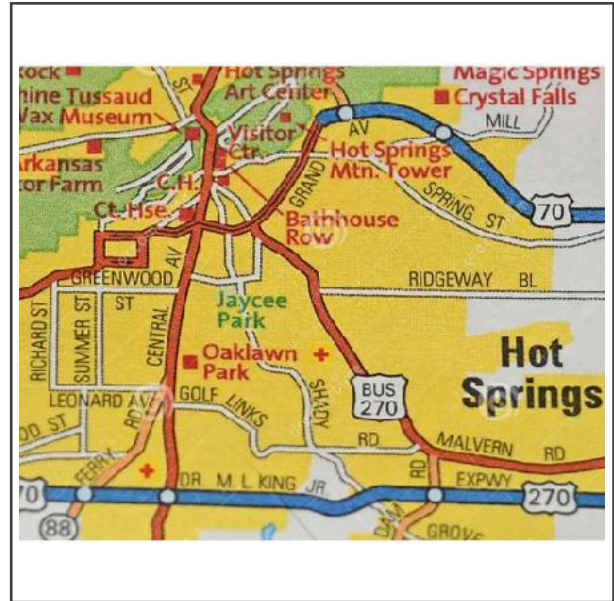 Hot Springs
Art Center
Magic Springs
Crystal Falls
ine Tussaud
Wax Museum
ST
Visitor
Ctr.
AV
MILL
Hot Springs
Mtn. Tower
Arkansas
tor Farm
C.H.
GRAND
SPRING ST
70
Ct. Hse.
Bathhouse
Row
GREENWOOD
ST
AV
RIDGEWAY BL
Jaycee
Park
RICHARD ST
SUMMER ST
CENTRAL
Oaklawn
Park
Hot
Springs
BUS
270
LEONARD AVE
GOLF LINKS
RD
SHADY
MALVERN RD
OD ST
FERRY RD
RD
70
DR. M. L. KING JR.
EXPWY
270
88
DAM
GROVE